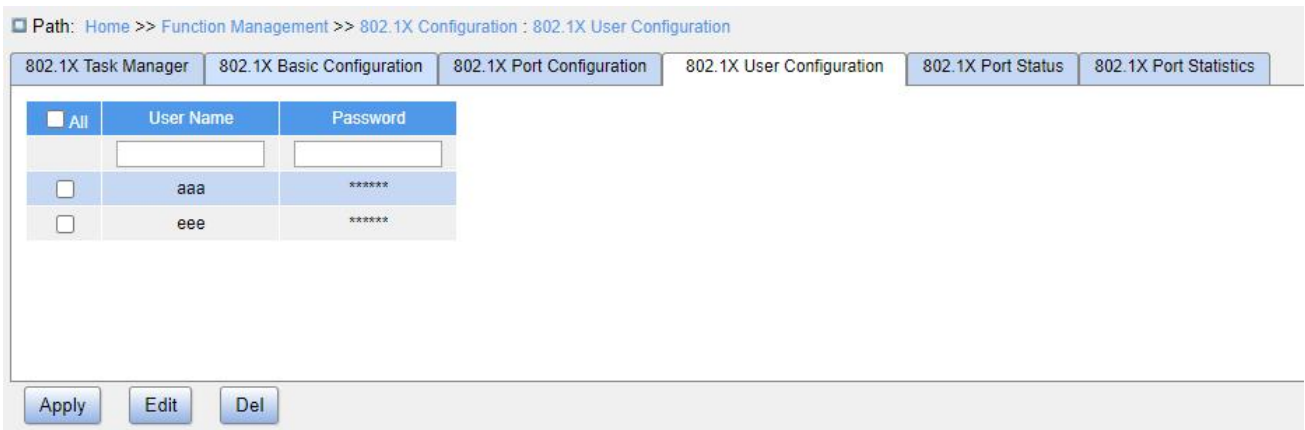 Path: Home >> Function Management >> 802.1X Configuration : 802.1X User Configuration
802.1X Task Manager 802.1X Basic Configuration 802.1X Port Configuration 802.1X User Configuration 802.1X Port Status 802.1X Port Statistics
All User Name Password
aaa ******
eee ******
Apply Edit Del